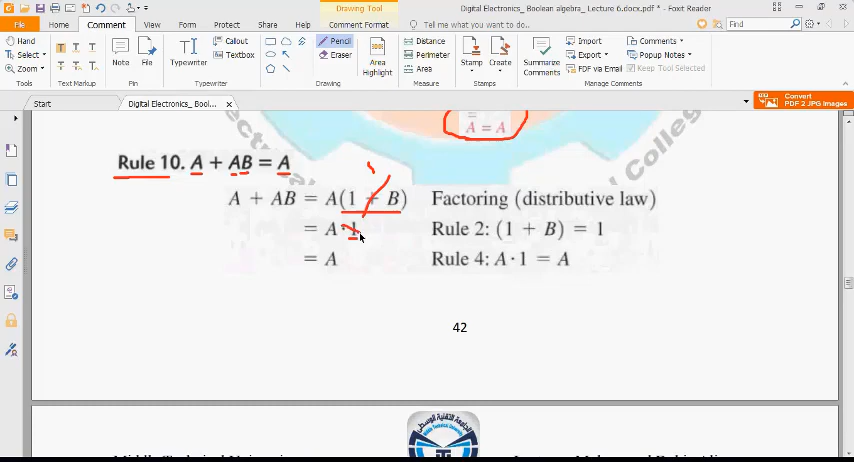 Drawing Tool
Digital Electronics_ Boolean algebra_ Lecture 6.docx.pdf * - Foxit Reader
File
Home
Comment
View
Form
Protect
Share
Help
Extras
Comment Format
Tell me what you want to do..
Find
Hand
Select
Zoom
Tools
T T T
T T T
Text Markup
Note
File
Pin
Typewriter
Callout
Textbox
Typewriter
Pencil
Eraser
Drawing
Area
Highlight
Distance
Perimeter
Area
Measure
Stamp
Create
Stamps
Summarize
Comments
Import
Export
FDF via Email
Comments
Popup Notes
Keep Tool Selected
Manage Comments
Start
Digital Electronics_ Bool...
Convert
PDF 2 JPG Images
A = A
Rule 10. A + AB = A
A + AB = A(1 + B) Factoring (distributive law)
= A · 1 Rule 2: (1 + B) = 1
= A Rule 4: A · 1 = A
42